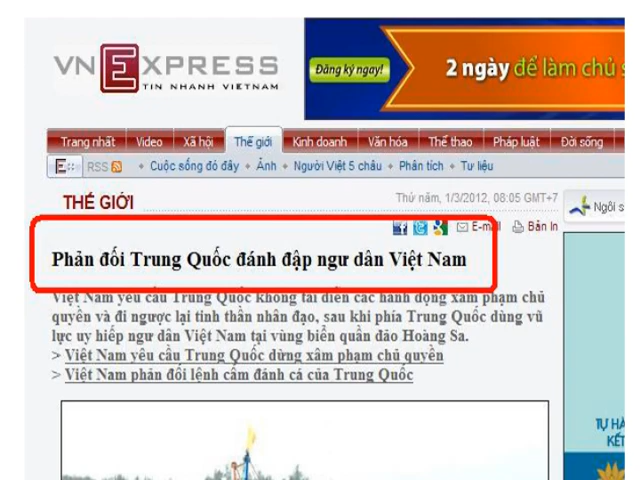 VNEXPRESS
TIN NHANH VIETNAM
Đăng ký ngay!
2 ngày để làm chủ
Trang nhất Video Xã hội Thế giới Kinh doanh Văn hóa Thể thao Pháp luật Đời sống
E RSS Cuộc sống đó đây Ảnh Người Việt 5 châu Phân tích Tư liệu
THẾ GIỚI
Thứ năm, 1/3/2012, 08:05 GMT+7
Ngôi s
E-mail Bản In
Phản đối Trung Quốc đánh đập ngư dân Việt Nam
Việt Nam yêu cầu Trung Quốc không tái diễn các hành động xâm phạm chủ
quyền và đi ngược lại tinh thần nhân đạo, sau khi phía Trung Quốc dùng vũ
lực uy hiếp ngư dân Việt Nam tại vùng biển quần đảo Hoàng Sa.
> Việt Nam yêu cầu Trung Quốc dừng xâm phạm chủ quyền
> Việt Nam phản đối lệnh cấm đánh cá của Trung Quốc
TỰ HÀ
KẾT